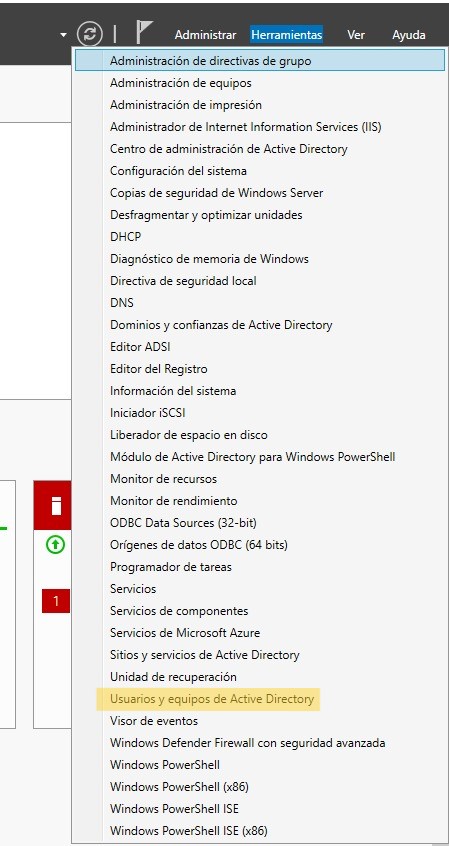 Administrar Herramientas Ver Ayuda
Administración de directivas de grupo
Administración de equipos
Administración de impresión
Administrador de Internet Information Services (IIS)
Centro de administración de Active Directory
Configuración del sistema
Copias de seguridad de Windows Server
Desfragmentar y optimizar unidades
DHCP
Diagnóstico de memoria de Windows
Directiva de seguridad local
DNS
Dominios y confianzas de Active Directory
Editor ADSI
Editor del Registro
Información del sistema
Iniciador iSCSI
Liberador de espacio en disco
Módulo de Active Directory para Windows PowerShell
Monitor de recursos
Monitor de rendimiento
ODBC Data Sources (32-bit)
Orígenes de datos ODBC (64 bits)
Programador de tareas
Servicios
1
Servicios de componentes
Servicios de Microsoft Azure
Sitios y servicios de Active Directory
Unidad de recuperación
Usuarios y equipos de Active Directory
Visor de eventos
Windows Defender Firewall con seguridad avanzada
Windows PowerShell
Windows PowerShell (x86)
Windows PowerShell ISE
Windows PowerShell ISE (x86)